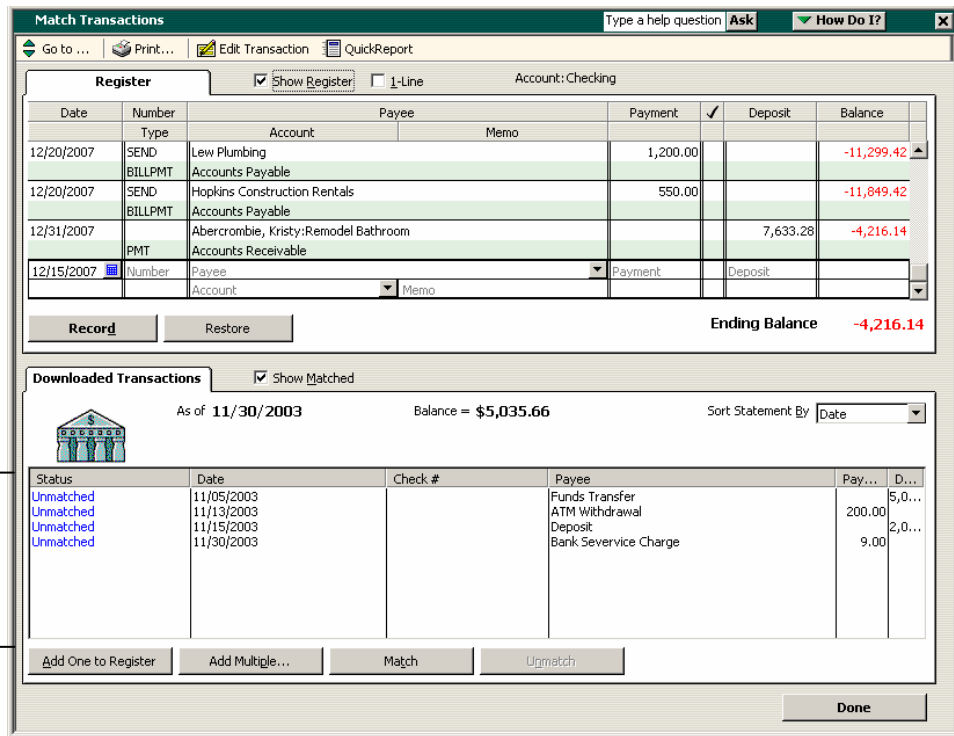 Match Transactions Type a help question Ask How Do I?
Go to ... Print... Edit Transaction QuickReport
Register Show Register 1-Line Account: Checking
Date Number Payee Payment ✓ Deposit Balance
Type Account Memo
12/20/2007 SEND Lew Plumbing 1,200.00 -11,299.42
BILLPMT Accounts Payable
12/20/2007 SEND Hopkins Construction Rentals 550.00 -11,849.42
BILLPMT Accounts Payable
12/31/2007 Abercrombie, Kristy:Remodel Bathroom 7,633.28 -4,216.14
PMT Accounts Receivable
12/15/2007 Number Payee Payment Deposit
Account Memo
Record Restore Ending Balance -4,216.14
Downloaded Transactions Show Matched
As of 11/30/2003 Balance = $5,035.66 Sort Statement By Date
Status Date Check # Payee Pay... D...
Unmatched 11/05/2003 Funds Transfer 5,0...
Unmatched 11/13/2003 ATM Withdrawal 200.00
Unmatched 11/15/2003 Deposit 2,0...
Unmatched 11/30/2003 Bank Severvice Charge 9.00
Add One to Register Add Multiple... Match Unmatch
Done